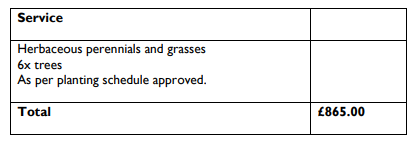 Service
Herbaceous perennials and grasses
6x trees
As per planting schedule approved.
Total £865.00